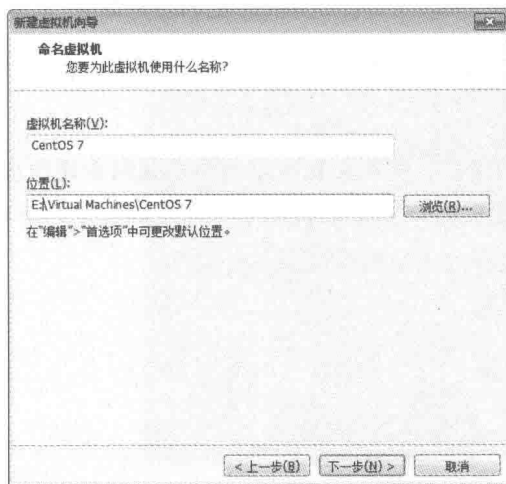 新建虚拟机向导
命名虚拟机
您要为此虚拟机使用什么名称?
虚拟机名称(V):
CentOS 7
位置(L):
E:\Virtual Machines\CentOS 7
浏览(R)...
在"编辑">"首选项"中可更改默认位置。
< 上一步(B) 下一步(N) > 取消